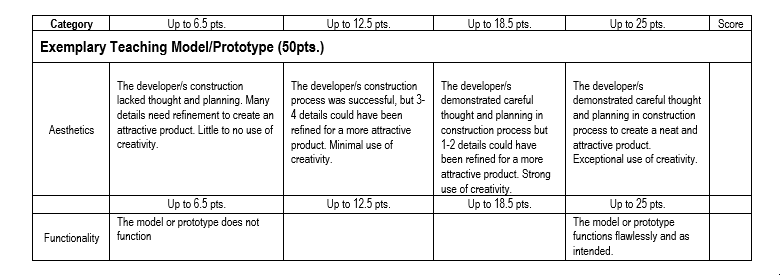 Category Up to 6.5 pts. Up to 12.5 pts. Up to 18.5 pts. Up to 25 pts. Score
Exemplary Teaching Model/Prototype (50pts.)
Aesthetics
The developer/s construction
lacked thought and planning. Many
details need refinement to create an
attractive product. Little to no use of
creativity.
The developer/s construction
process was successful, but 3-
4 details could have been
refined for a more attractive
product. Minimal use of
creativity.
The developer/s
demonstrated careful
thought and planning in
construction process but
1-2 details could have
been refined for a more
attractive product. Strong
use of creativity.
The developer/s
demonstrated careful thought
and planning in construction
process to create a neat and
attractive product.
Exceptional use of creativity.
Up to 6.5 pts. Up to 12.5 pts. Up to 18.5 pts. Up to 25 pts.
Functionality
The model or prototype does not
function
The model or prototype
functions flawlessly and as
intended.